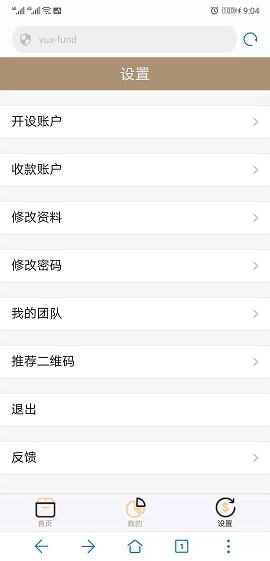 9:04
vux-fund
设置
开设账户
收款账户
修改资料
修改密码
我的团队
推荐二维码
退出
反馈
首页
我的
设置
1